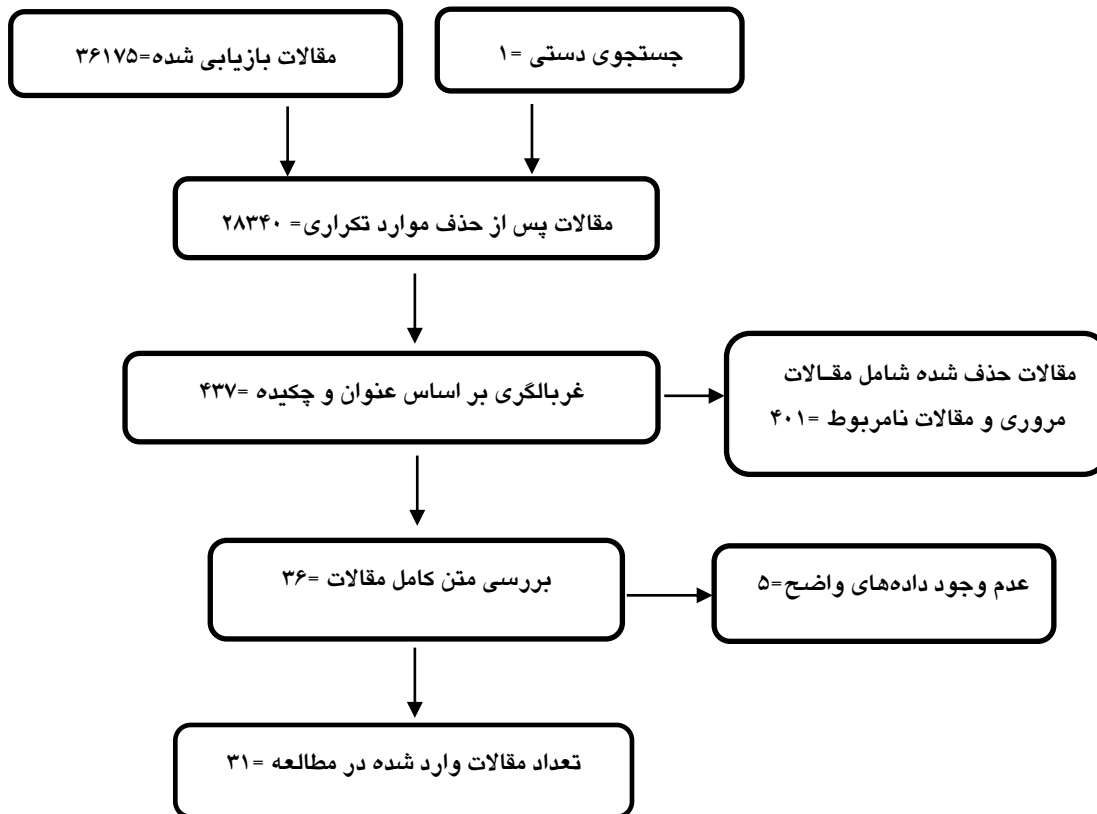 جستجوی دستی =۱
مقالات بازیابی شده=۳۶۱۷۵
مقالات پس از حذف موارد تکراری= ۲۸۳۴۰
غربالگری بر اساس عنوان و چکیده =۴۳۷
مقالات حذف شده شامل مقالات
مروری و مقالات نامربوط =۴۰۱
بررسی متن کامل مقالات =۳۶
عدم وجود داده‌های واضح=۵
تعداد مقالات وارد شده در مطالعه =۳۱